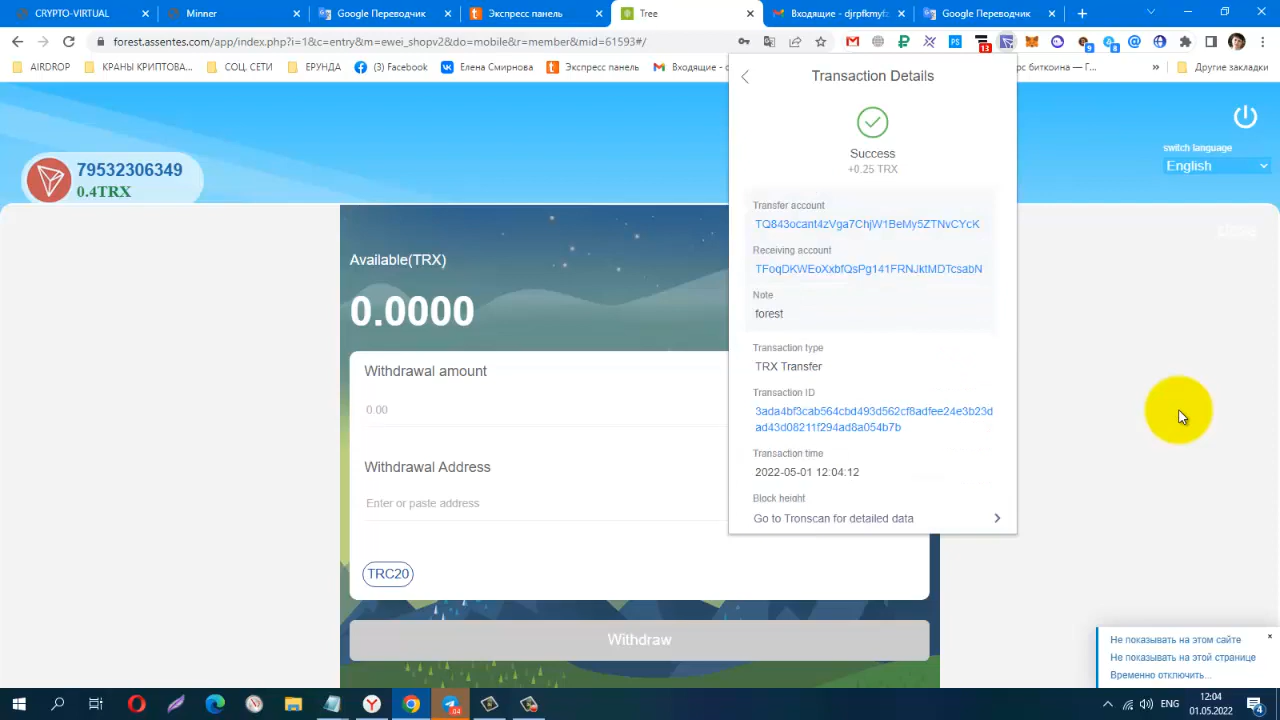 CRYPTO-VIRTUAL
Minner
Google Переводчик
Экспресс панель
Tree
Входящие - djrpfkmyfz
Google Переводчик
forest.assentes.com/app/index.php?i=1&c=entry&m=ewei_shopv2&do=mobile&r=member&mid=61593#/
13
9
8
AIRDROP
КРАНЫ КРИПТОВА...
СОЦ. СЕТИ
ЕРУНДА
(3) Facebook
Елена Смирнова
Экспресс панель
Входящие -
рс биткоина — Г...
»
Другие закладки
79532306349
0.4TRX
switch language
English
Available(TRX)
0.0000
Withdrawal amount
0.00
Withdrawal Address
Enter or paste address
TRC20
Withdraw
Transaction Details
Success
+0.25 TRX
Transfer account
TQ843ocant4zVga7ChjW1BeMy5ZTNvCYcK
Receiving account
TFoqDKWEoXxbfQsPg141FRNJktMDTcsabN
Note
forest
Transaction type
TRX Transfer
Transaction ID
3ada4bf3cab564cbd493d562cf8adfee24e3b23d
ad43d08211f294ad8a054b7b
Transaction time
2022-05-01 12:04:12
Block height
Go to Tronscan for detailed data
Не показывать на этом сайте
Не показывать на этой странице
Временно отключить...
ENG
12:04
01.05.2022
4